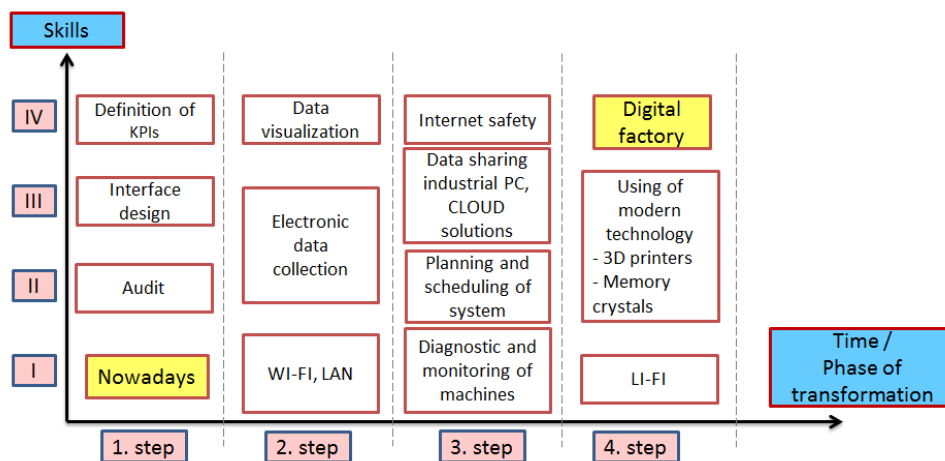 Skills
IV
Definition of
KPIs
Data
visualization
Internet safety
Digital
factory
III
Interface
design
Electronic
data
collection
Data sharing
industrial PC,
CLOUD
solutions
Using of
modern
technology
- 3D printers
- Memory
crystals
II
Audit
Planning and
scheduling of
system
I
Nowadays
WI-FI, LAN
Diagnostic and
monitoring of
machines
LI-FI
Time /
Phase of
transformation
1. step
2. step
3. step
4. step